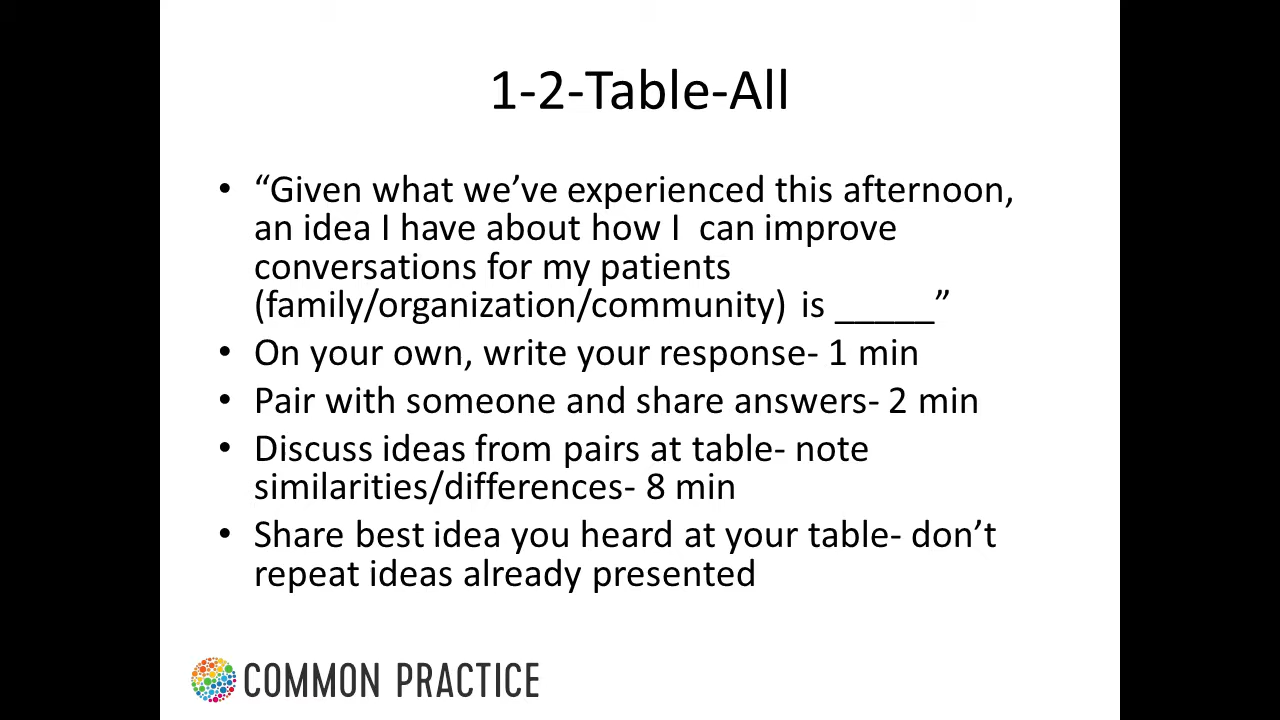 1-2-Table-All
• “Given what we’ve experienced this afternoon,
an idea I have about how I  can improve
conversations for my patients
(family/organization/community) is _____”
• On your own, write your response- 1 min
• Pair with someone and share answers- 2 min
• Discuss ideas from pairs at table- note
similarities/differences- 8 min
• Share best idea you heard at your table- don’t
repeat ideas already presented
COMMON PRACTICE